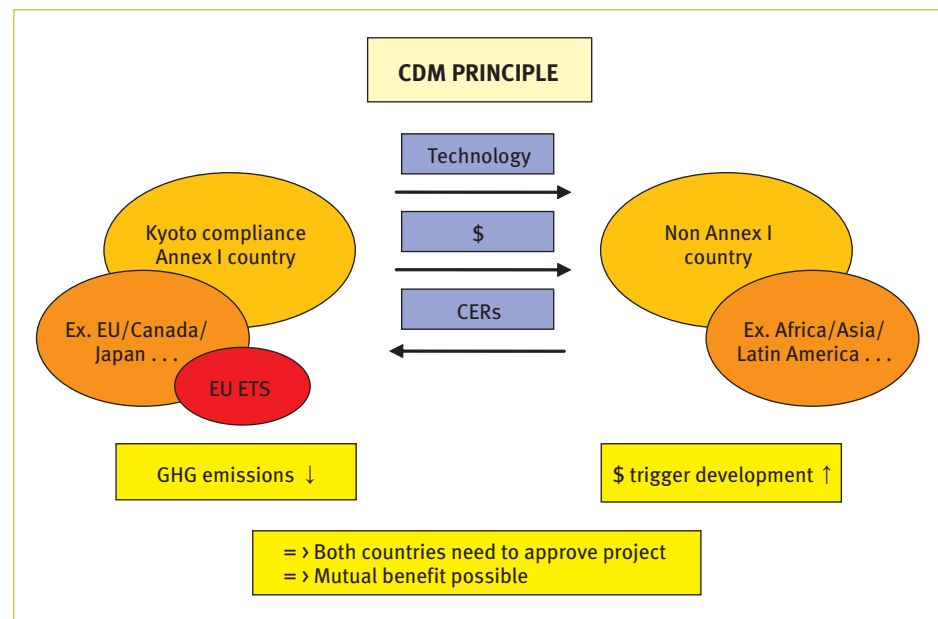 CDM PRINCIPLE
Technology
$
CERs
Kyoto compliance
Annex I country
Ex. EU/Canada/
Japan . . .
EU ETS
Non Annex I
country
Ex. Africa/Asia/
Latin America . . .
GHG emissions ↓
$ trigger development ↑
= > Both countries need to approve project
= > Mutual benefit possible